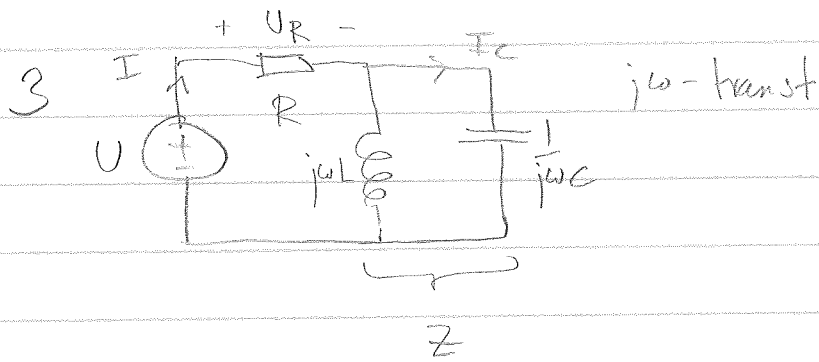 + U_R -
3 I I_C jω-transf
R
U + - jωL 1/jωC
Z